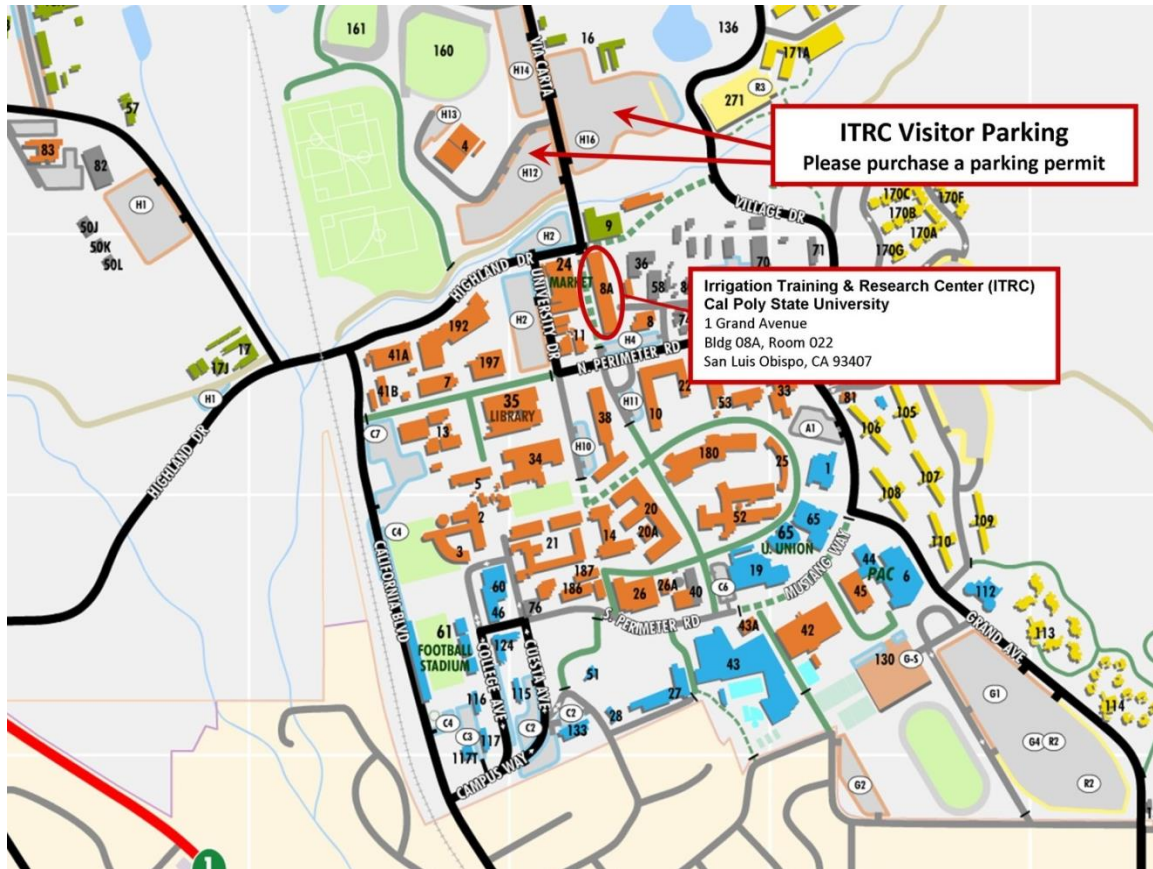 161
160
H14
VIA CARTA
16
136
171A
R3
271
57
H13
4
H16
H12
ITRC Visitor Parking
Please purchase a parking permit
83
82
H1
50J
50K
50L
170C
170F
170B
170A
170G
VILLAGE DR
9
H2
24
MARKET
8A
36
58
70
71
Irrigation Training & Research Center (ITRC)
Cal Poly State University
1 Grand Avenue
Bldg 08A, Room 022
San Luis Obispo, CA 93407
HIGHLAND DR
UNIVERSITY DR
H2
192
11
8
H4
N. PERIMETER RD
17
17J
H1
41A
41B
7
197
22
53
33
81
105
106
35
LIBRARY
38
H11
10
A1
C7
13
H10
34
180
25
1
107
108
HIGHLAND DR
5
2
3
C4
20
20A
21
14
52
65
65
U. UNION
109
110
CALIFORNIA BLVD
187
186
60
46
76
26
26A
40
C6
19
MUSTANG WAY
44
PAC
45
6
112
S. PERIMETER RD
43A
42
113
61
FOOTBALL
STADIUM
124
COLLEGE AVE
CUESTA AVE
51
43
130
G-S
GRAND AVE
G1
114
116
115
27
28
C4
C3
C2
C2
133
117
117T
CAMPUS WAY
G4
R2
R2
G2
1